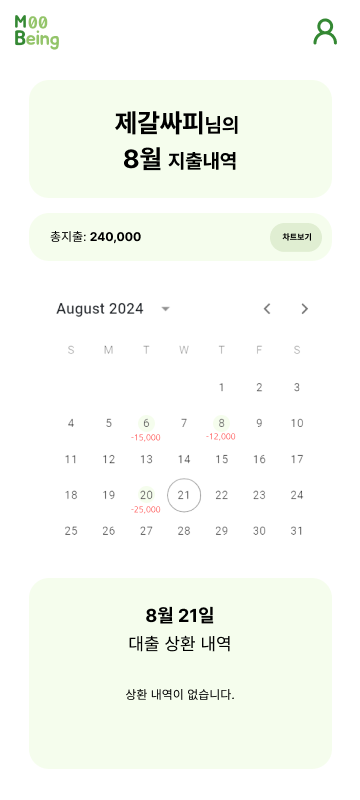 M00
Being
제갈싸피님의
8월 지출내역
총지출: 240,000
차트보기
August 2024
S M T W T F S
1 2 3
4 5 6 7 8 9 10
-15,000 -12,000
11 12 13 14 15 16 17
18 19 20 21 22 23 24
-25,000
25 26 27 28 29 30 31
8월 21일
대출 상환 내역
상환 내역이 없습니다.